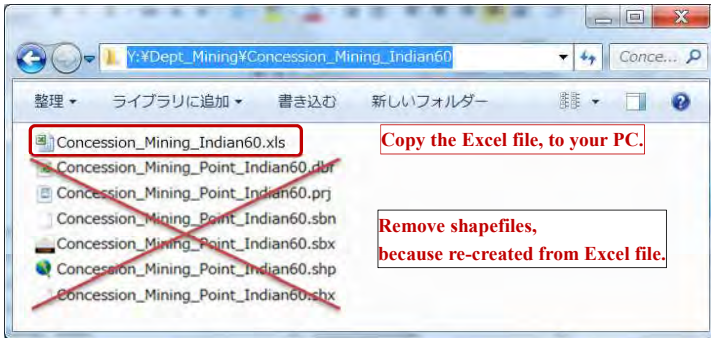 Y:¥Dept_Mining¥Concession_Mining_Indian60
Conce...
整理 ライブラリに追加 書き込む 新しいフォルダー
Concession_Mining_Indian60.xls
Copy the Excel file, to your PC.
Concession_Mining_Point_Indian60.dbf
Concession_Mining_Point_Indian60.prj
Concession_Mining_Point_Indian60.sbn
Remove shapefiles,
Concession_Mining_Point_Indian60.sbx
because re-created from Excel file.
Concession_Mining_Point_Indian60.shp
Concession_Mining_Point_Indian60.shx